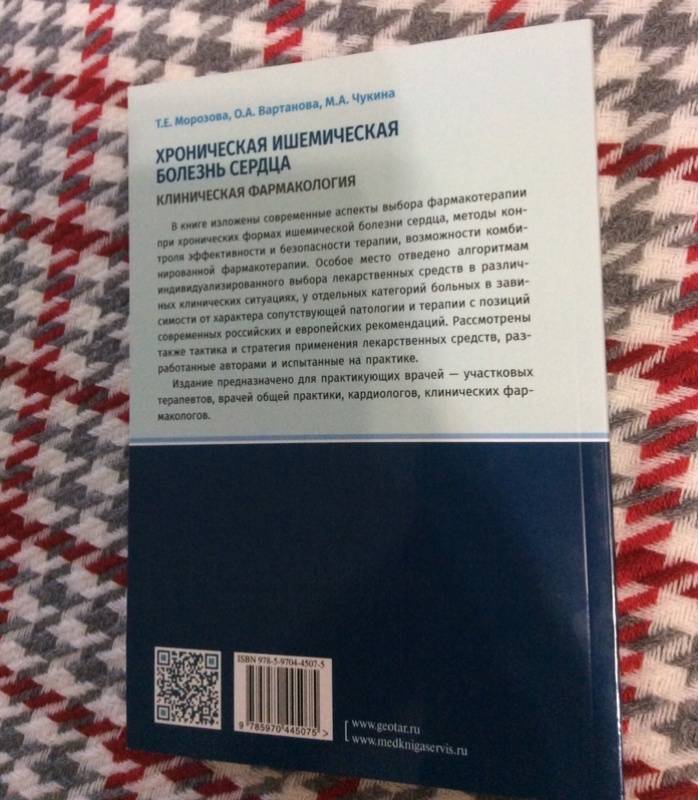 Т.Е. Морозова, О.А. Вартанова, М.А. Чукина
ХРОНИЧЕСКАЯ ИШЕМИЧЕСКАЯ
БОЛЕЗНЬ СЕРДЦА
КЛИНИЧЕСКАЯ ФАРМАКОЛОГИЯ
В книге изложены современные аспекты выбора фармакотерапии
при хронических формах ишемической болезни сердца, методы кон-
троля эффективности и безопасности терапии, возможности комби-
нированной фармакотерапии. Особое место отведено алгоритмам
индивидуализированного выбора лекарственных средств в различ-
ных клинических ситуациях, у отдельных категорий больных в зави-
симости от характера сопутствующей патологии и терапии с позиций
современных российских и европейских рекомендаций. Рассмотрены
также тактика и стратегия применения лекарственных средств, раз-
работанные авторами и испытанные на практике.
Издание предназначено для практикующих врачей — участковых
терапевтов, врачей общей практики, кардиологов, клинических фар-
макологов.
ISBN 978-5-9704-4507-5
9 785970 445075 >
www.geotar.ru
www.medknigaservis.ru